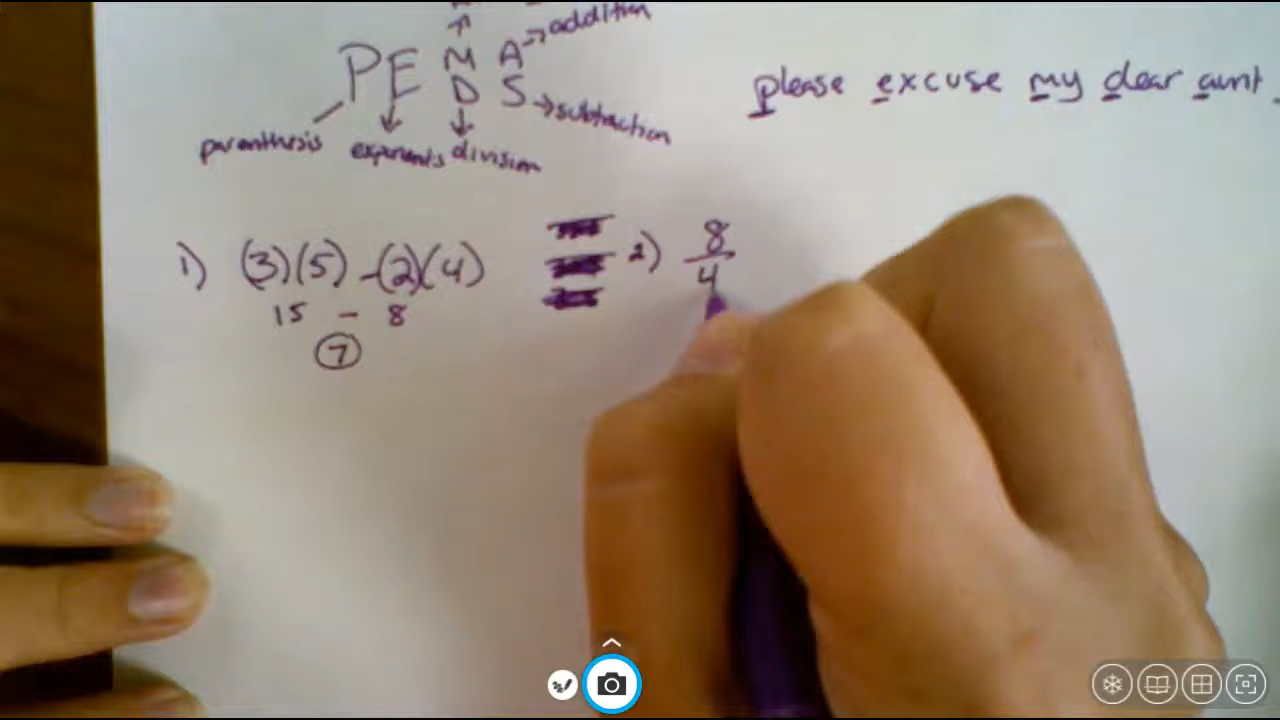 addition
P E M A
D S
please excuse my dear aunt
subtraction
paranthesis exponents division
1) (3)(5) - (2)(4)
15 - 8
7
2) 8
4